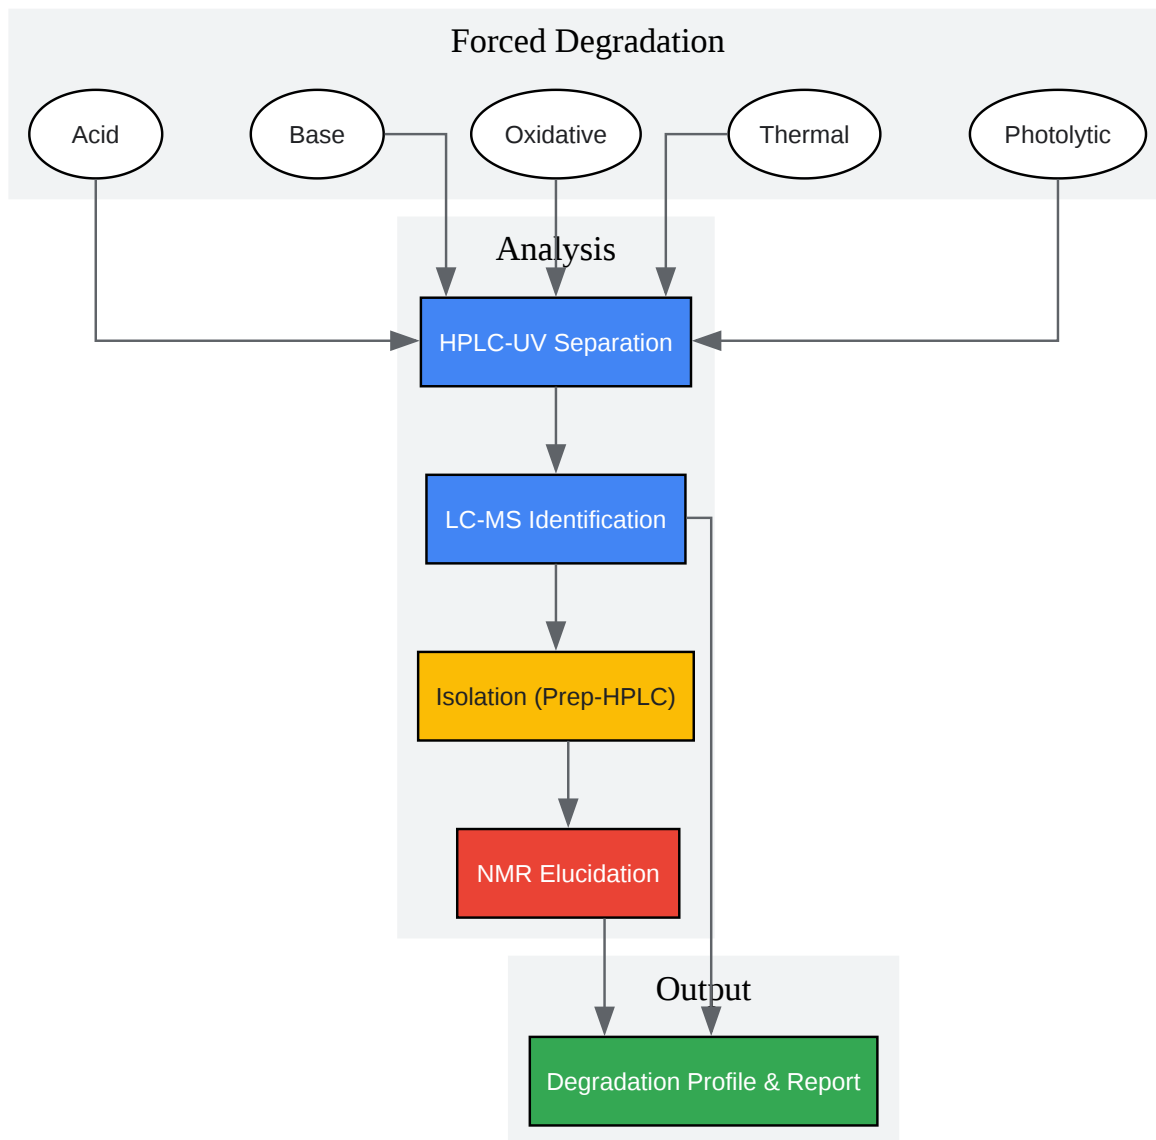 Forced Degradation
Acid
Base
Oxidative
Thermal
Photolytic
Analysis
HPLC-UV Separation
LC-MS Identification
Isolation (Prep-HPLC)
NMR Elucidation
Output
Degradation Profile & Report